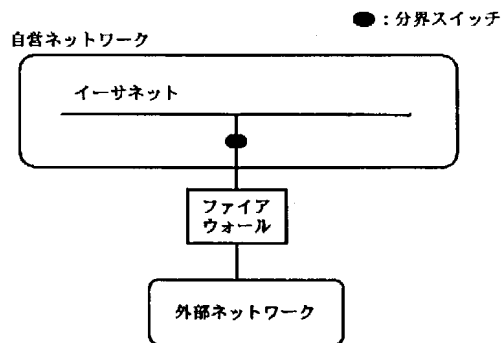 ●：分界スイッチ
自営ネットワーク
イーサネット
ファイア
ウォール
外部ネットワーク